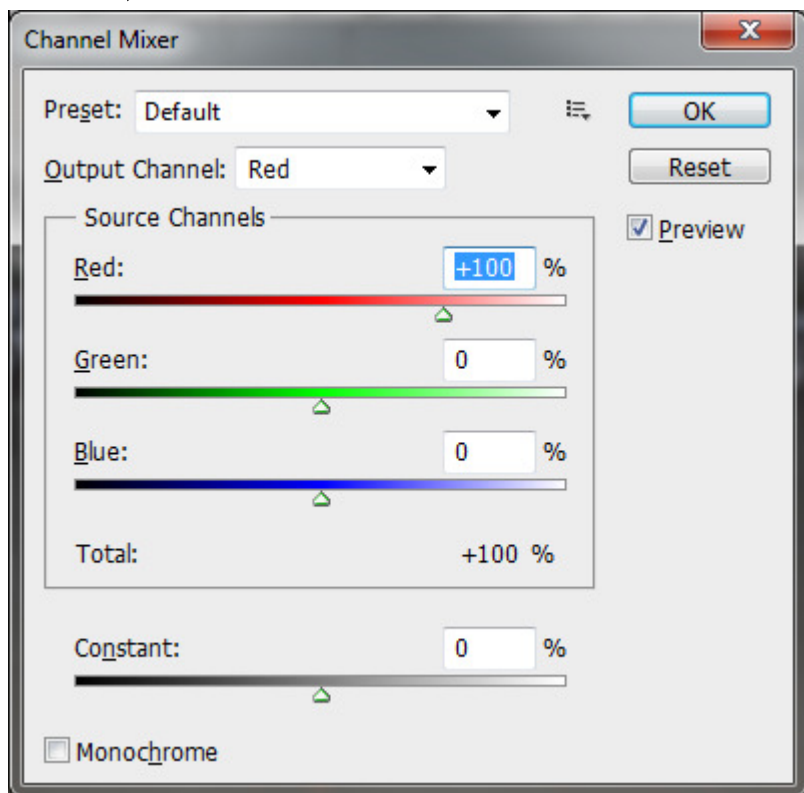 Channel Mixer
Preset: Default
OK
Output Channel: Red
Reset
Source Channels
Preview
Red: +100 %
Green: 0 %
Blue: 0 %
Total: +100 %
Constant: 0 %
Monochrome